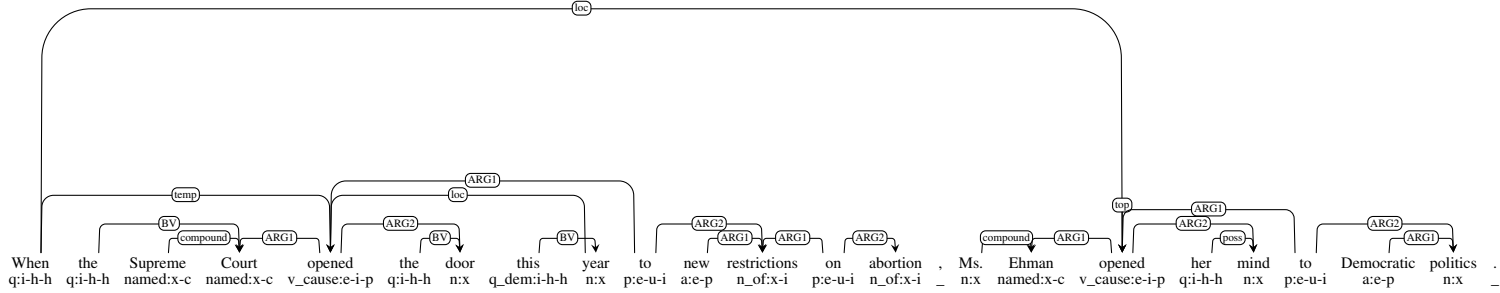 loc
ARG1
temp loc top ARG1
BV ARG2 ARG2 ARG2 ARG2
compound ARG1 BV BV ARG1 ARG1 ARG2 compound ARG1 poss ARG1
When the Supreme Court opened the door this year to new restrictions on abortion , Ms. Ehman opened her mind to Democratic politics .
q:i-h-h q:i-h-h named:x-c named:x-c v_cause:e-i-p q:i-h-h n:x q_dem:i-h-h n:x p:e-u-i a:e-p n_of:x-i p:e-u-i n_of:x-i _ n:x named:x-c v_cause:e-i-p q:i-h-h n:x p:e-u-i a:e-p n:x _